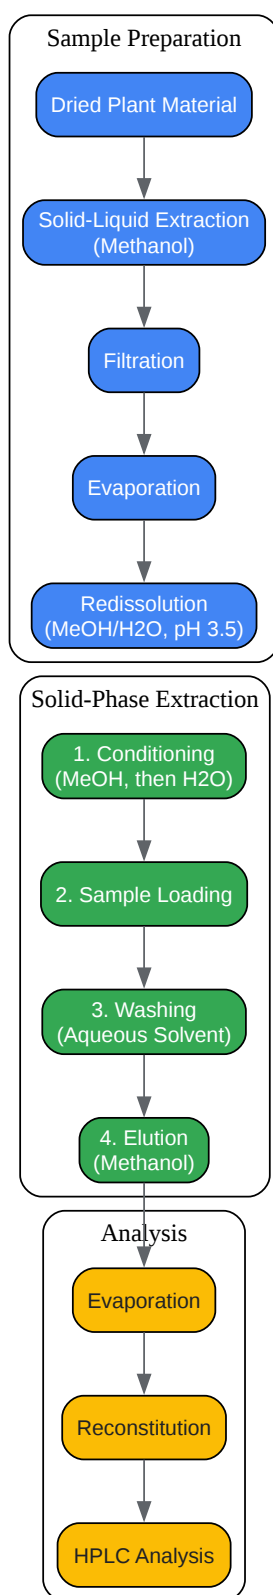 Sample Preparation
Dried Plant Material
Solid-Liquid Extraction
(Methanol)
Filtration
Evaporation
Redissolution
(MeOH/H2O, pH 3.5)
Solid-Phase Extraction
1. Conditioning
(MeOH, then H2O)
2. Sample Loading
3. Washing
(Aqueous Solvent)
4. Elution
(Methanol)
Analysis
Evaporation
Reconstitution
HPLC Analysis